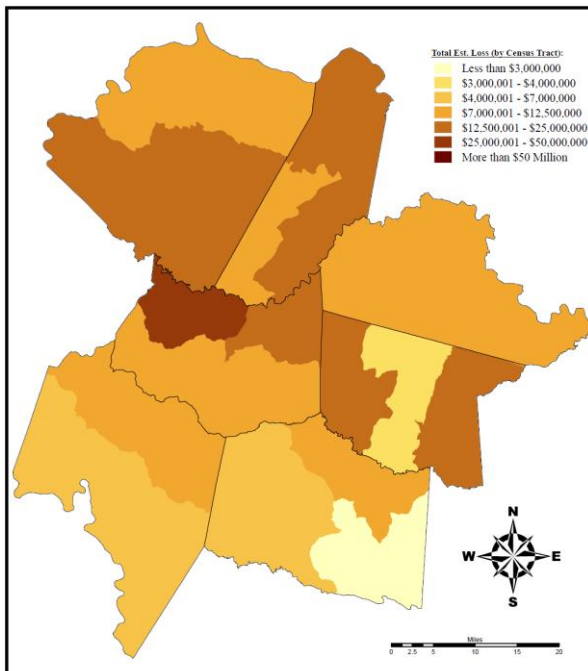 Total Est. Loss (by Census Tract):
Less than $3,000,000
$3,000,001 - $4,000,000
$4,000,001 - $7,000,000
$7,000,001 - $12,500,000
$12,500,001 - $25,000,000
$25,000,001 - $50,000,000
More than $50 Million
N
W E
S
Miles
0 2.5 5 10 15 20